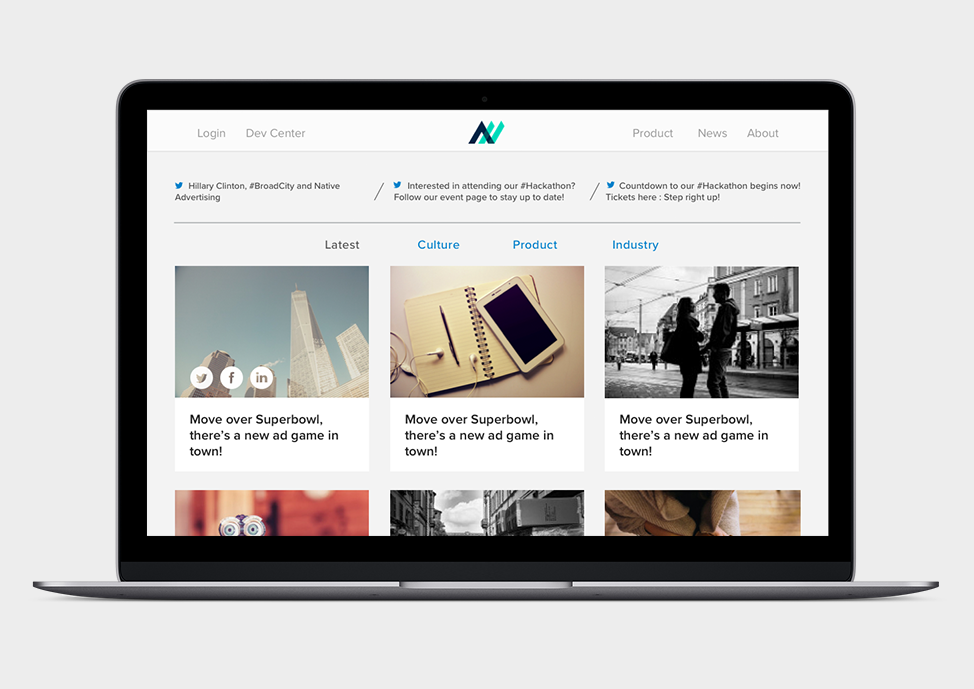 Login Dev Center Product News About
Hillary Clinton, #BroadCity and Native
Advertising
Interested in attending our #Hackathon?
Follow our event page to stay up to date!
Countdown to our #Hackathon begins now!
Tickets here : Step right up!
Latest Culture Product Industry
f in
Move over Superbowl,
there’s a new ad game in
town!
Move over Superbowl,
there’s a new ad game in
town!
Move over Superbowl,
there’s a new ad game in
town!